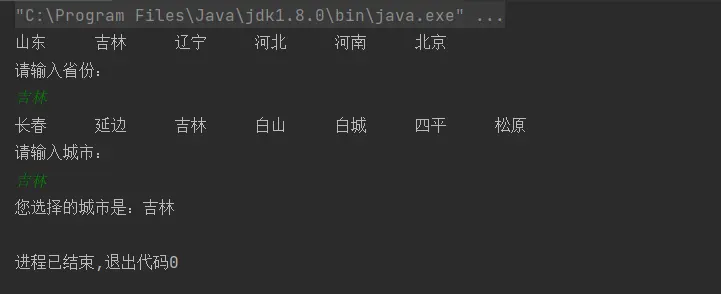 "C:\Program Files\Java\jdk1.8.0\bin\java.exe" ...
山东 吉林 辽宁 河北 河南 北京
请输入省份：
吉林
长春 延边 吉林 白山 白城 四平 松原
请输入城市：
吉林
您选择的城市是：吉林
进程已结束,退出代码0